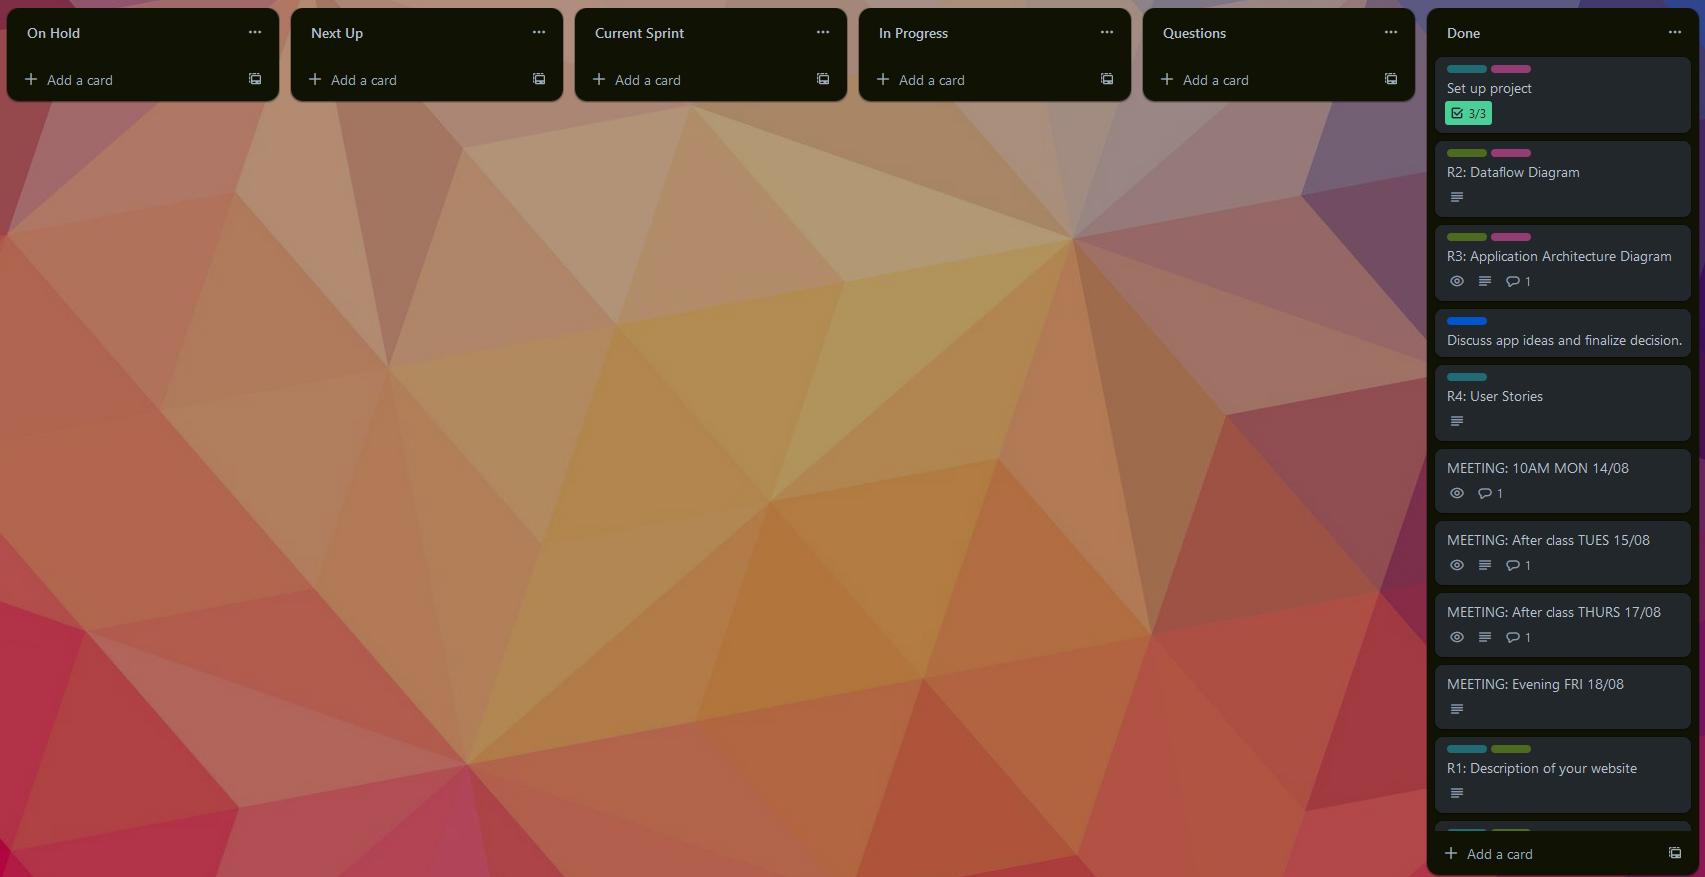 On Hold
Add a card
Next Up
Add a card
Current Sprint
Add a card
In Progress
Add a card
Questions
Add a card
Done
Set up project
3/3
R2: Dataflow Diagram
R3: Application Architecture Diagram
1
Discuss app ideas and finalize decision.
R4: User Stories
MEETING: 10AM MON 14/08
1
MEETING: After class TUES 15/08
1
MEETING: After class THURS 17/08
1
MEETING: Evening FRI 18/08
R1: Description of your website
Add a card